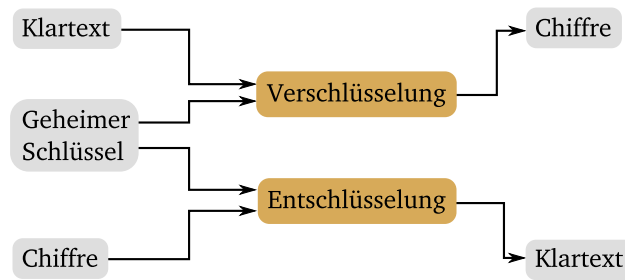 Klartext
Chiffre
Verschlüsselung
Geheimer
Schlüssel
Entschlüsselung
Chiffre
Klartext